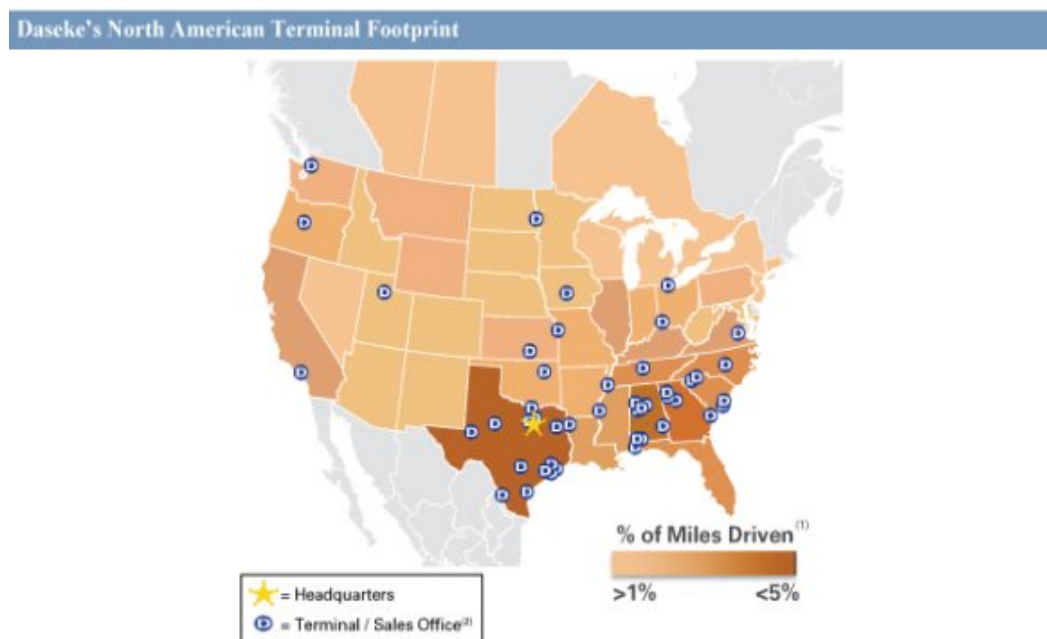 Daseke's North American Terminal Footprint
% of Miles Driven(1)
>1% <5%
= Headquarters
D = Terminal / Sales Office(2)